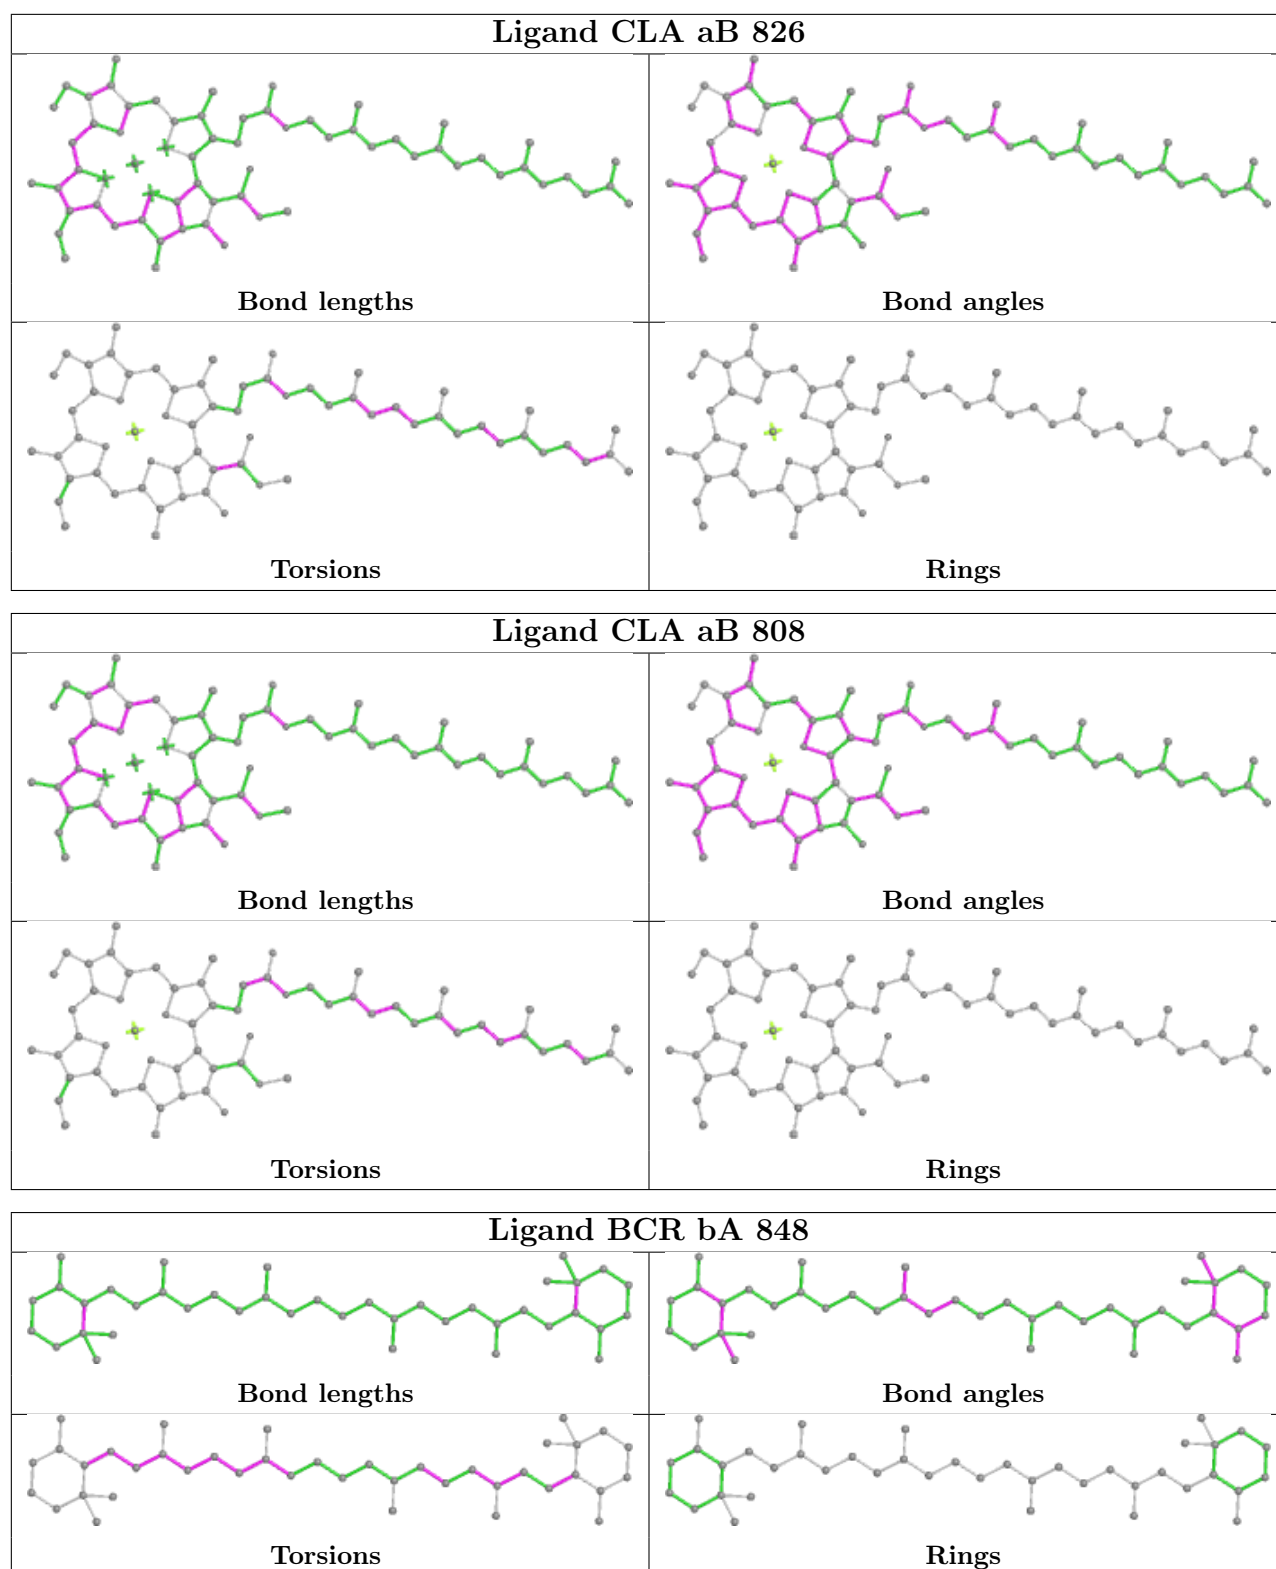 Ligand CLA aB 826
Bond lengths
Bond angles
Torsions
Rings
Ligand CLA aB 808
Bond lengths
Bond angles
Torsions
Rings
Ligand BCR bA 848
Bond lengths
Bond angles
Torsions
Rings